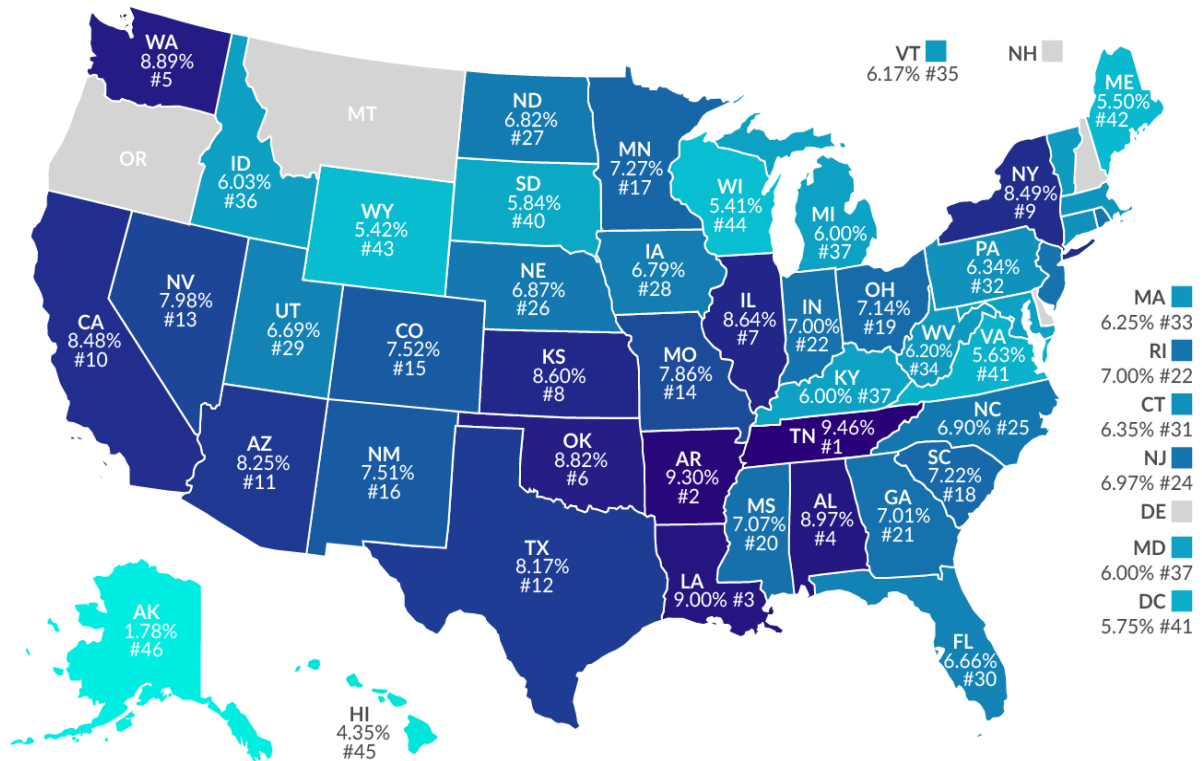 WA
8.89%
#5
VT
6.17% #35
NH
ME
5.50%
#42
MT
ND
6.82%
#27
MN
7.27%
#17
OR
ID
6.03%
#36
SD
5.84%
#40
WI
5.41%
#44
NY
8.49%
#9
WY
5.42%
#43
MI
6.00%
#37
PA
6.34%
#32
IA
6.79%
#28
NE
6.87%
#26
NV
7.98%
#13
UT
6.69%
#29
CA
8.48%
#10
CO
7.52%
#15
IL
8.64%
#7
IN
7.00%
#22
OH
7.14%
#19
WV
6.20%
#34
VA
5.63%
#41
MA
6.25% #33
RI
7.00% #22
CT
6.35% #31
NJ
6.97% #24
DE
MD
6.00% #37
DC
5.75% #41
KS
8.60%
#8
MO
7.86%
#14
KY
6.00% #37
NC
6.90% #25
TN 9.46%
#1
AZ
8.25%
#11
NM
7.51%
#16
OK
8.82%
#6
AR
9.30%
#2
SC
7.22%
#18
MS
7.07%
#20
AL
8.97%
#4
GA
7.01%
#21
TX
8.17%
#12
LA
9.00% #3
FL
6.66%
#30
AK
1.78%
#46
HI
4.35%
#45